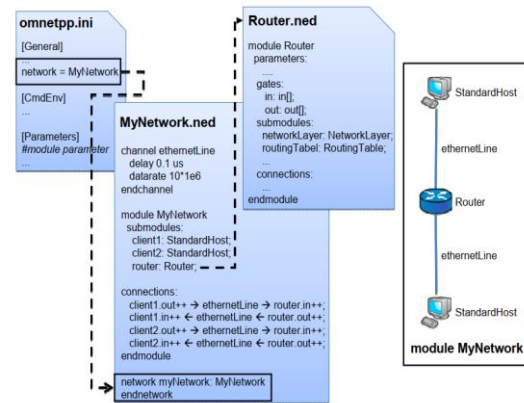 omnetpp.ini
[General]
...
network = MyNetwork
[CmdEnv]
...
[Parameters]
#module parameter
...
MyNetwork.ned
channel ethernetLine
delay 0.1 us
datarate 10*1e6
endchannel
module MyNetwork
submodules:
client1: StandardHost;
client2: StandardHost;
router: Router;
connections:
client1.out++ → ethernetLine → router.in++;
client1.in++ ← ethernetLine ← router.out++;
client2.out++ → ethernetLine → router.in++;
client2.in++ ← ethernetLine ← router.out++;
endmodule
network myNetwork: MyNetwork
endnetwork
Router.ned
module Router
parameters:
....
gates:
in: in[];
out: out[];
submodules:
networkLayer: NetworkLayer;
routingTabel: RoutingTable;
...
connections:
...
endmodule
StandardHost
ethernetLine
Router
ethernetLine
StandardHost
module MyNetwork